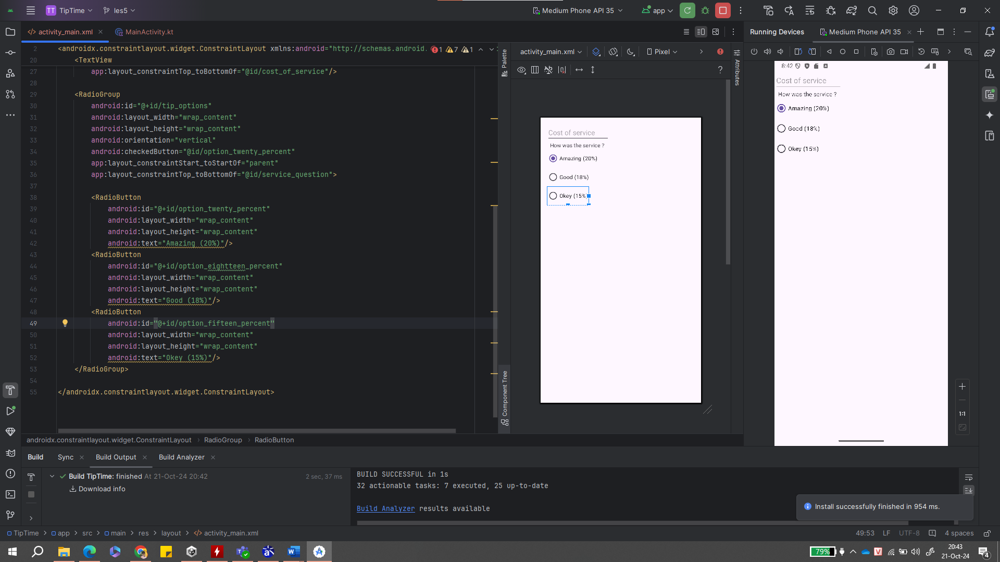 TT TipTime les5 Medium Phone API 35 app
activity_main.xml MainActivity.kt Running Devices Medium Phone API 35
2 <androidx.constraintlayout.widget.ConstraintLayout xmlns:android="http://schemas.android. 1 7 1
20 <TextView
27 app:layout_constraintTop_toBottomOf="@id/cost_of_service"/>
28
29 <RadioGroup
30 android:id="@+id/tip_options"
31 android:layout_width="wrap_content"
32 android:layout_height="wrap_content"
33 android:orientation="vertical"
34 android:checkedButton="@id/option_twenty_percent"
35 app:layout_constraintStart_toStartOf="parent"
36 app:layout_constraintTop_toBottomOf="@id/service_question">
37
38 <RadioButton
39 android:id="@+id/option_twenty_percent"
40 android:layout_width="wrap_content"
41 android:layout_height="wrap_content"
42 android:text="Amazing (20%)"/>
43 <RadioButton
44 android:id="@+id/option_eightteen_percent"
45 android:layout_width="wrap_content"
46 android:layout_height="wrap_content"
47 android:text="Good (18%)"/>
48 <RadioButton
49 android:id="@+id/option_fifteen_percent"
50 android:layout_width="wrap_content"
51 android:layout_height="wrap_content"
52 android:text="Okey (15%)"/>
53 </RadioGroup>
54
55 </androidx.constraintlayout.widget.ConstraintLayout>
androidx.constraintlayout.widget.ConstraintLayout RadioGroup RadioButton
Palette
Component Tree
activity_main.xml Pixel
?
Attributes
Cost of service
How was the service ?
Amazing (20%)
Good (18%)
Okey (15%
8:42
Cost of service
How was the service ?
Amazing (20%)
Good (18%)
Okey (15%)
1:1
Build Sync Build Output Build Analyzer
Build TipTime: finished At 21-Oct-24 20:42 2 sec, 37 ms
Download info
BUILD SUCCESSFUL in 1s
32 actionable tasks: 7 executed, 25 up-to-date
Build Analyzer results available
Install successfully finished in 954 ms.
TipTime app src main res layout activity_main.xml 49:53 LF UTF-8 4 spaces
79% 20:43
21-Oct-24
4